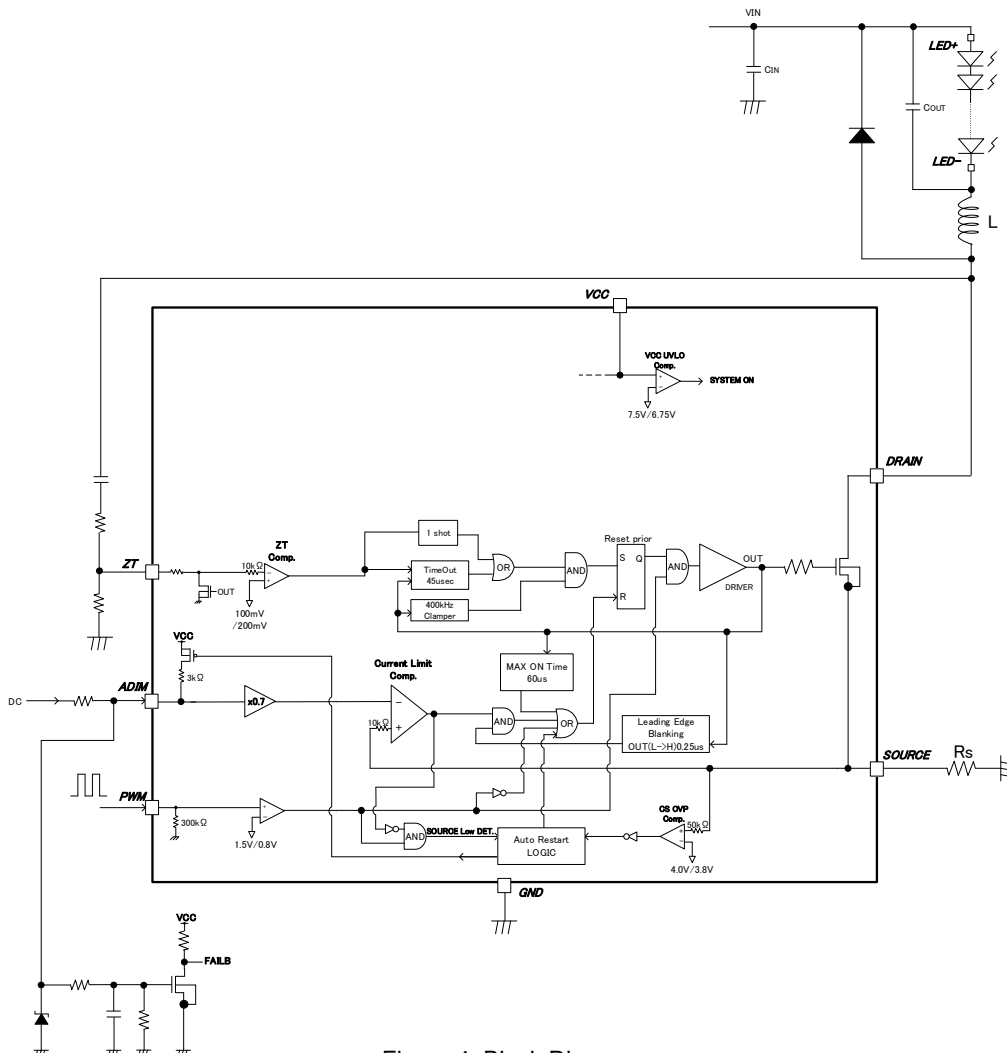 VIN
LED+
CIN
COUT
LED-
L
VCC
VCC UVLO
Comp.
SYSTEM ON
7.5V/6.75V
DRAIN
ZT
10kΩ
ZT
Comp.
OUT
100mV
/200mV
1 shot
TimeOut
45usec
400kHz
Clamper
OR
AND
Reset prior
S Q
R
AND
OUT
DRIVER
VCC
3kΩ
ADIM
DC
x0.7
Current Limit
Comp.
10kΩ
MAX ON Time
60us
AND
OR
Leading Edge
Blanking
OUT(L->H)0.25us
SOURCE
Rs
PWM
300kΩ
1.5V/0.8V
AND
SOURCE Low DET.
Auto Restart
LOGIC
CS OVP
Comp.
50kΩ
4.0V/3.8V
GND
VCC
FAILB